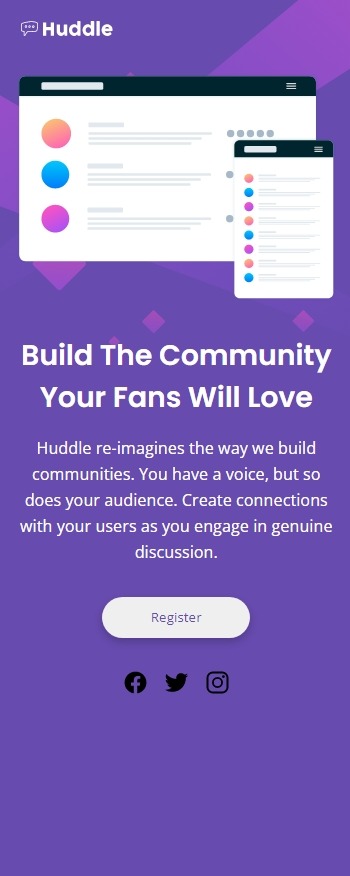 Huddle
Build The Community
Your Fans Will Love
Huddle re-imagines the way we build
communities. You have a voice, but so
does your audience. Create connections
with your users as you engage in genuine
discussion.
Register